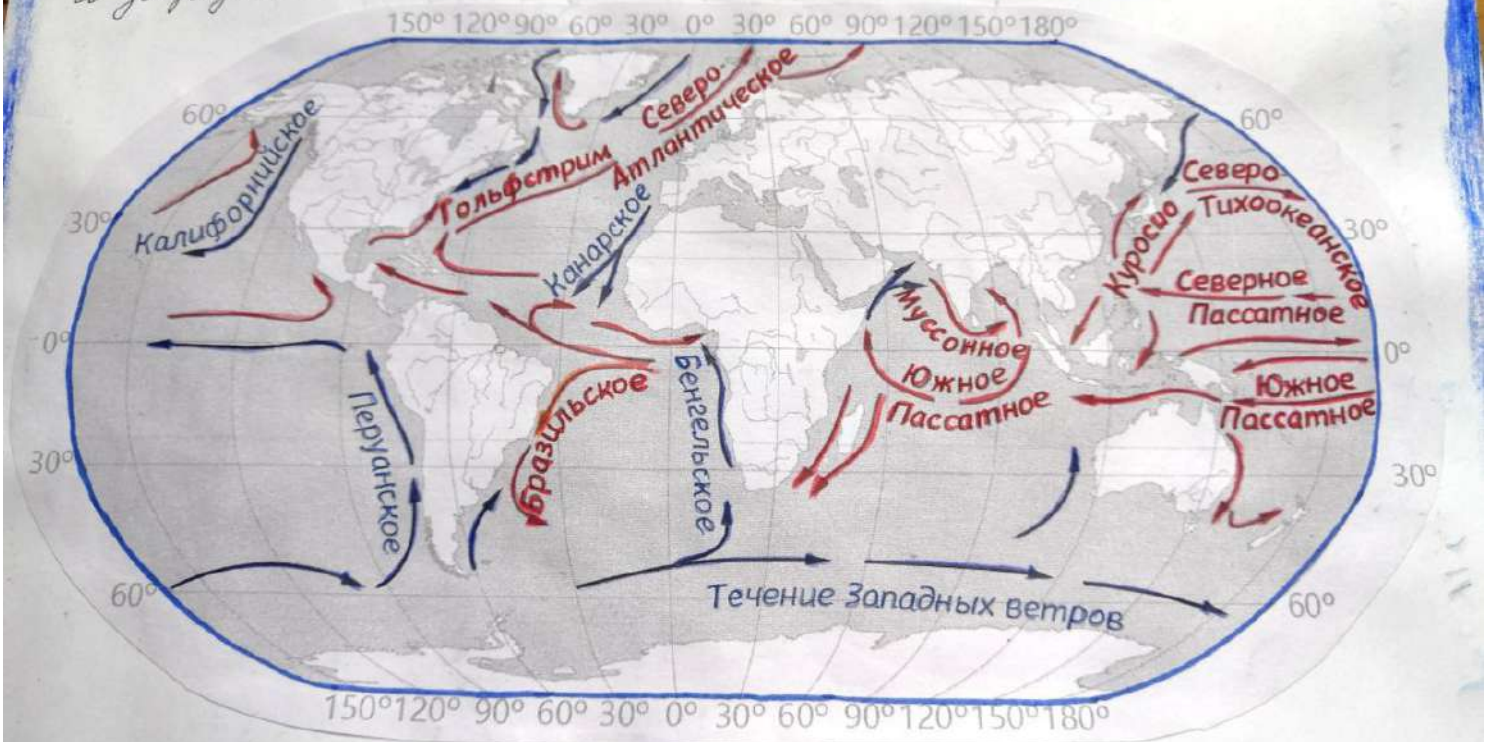 150° 120° 90° 60° 30° 0° 30° 60° 90° 120° 150° 180°
Северо-
Атлантическое
60°
60°
Калифорнийское
Гольфстрим
Канарское
Северо-
Тихоокеанское
Куросио
30°
30°
Северное
Пассатное
Муссонное
0°
0°
Южное
Пассатное
Южное
Пассатное
Бразильское
Бенгельское
Перуанское
30°
30°
60°
60°
Течение Западных ветров
150° 120° 90° 60° 30° 0° 30° 60° 90° 120° 150° 180°